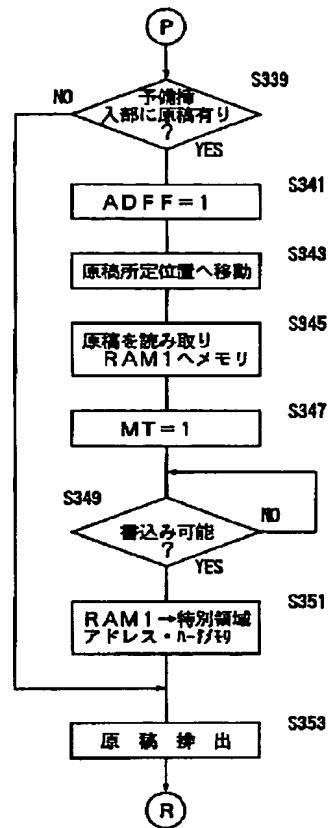 P
S339
NO
予備挿
入部に原稿有り
?
YES
S341
ADFF=1
S343
原稿所定位置へ移動
S345
原稿を読み取り
RAM1へメモリ
S347
MT=1
S349
書込み可能
?
NO
YES
S351
RAM1→特別領域
アドレス・ハードメモリ
S353
原稿排出
R